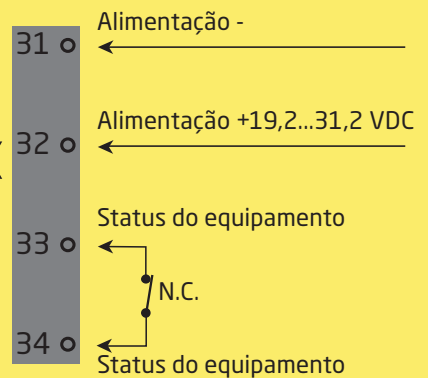 Alimentação -
31
Alimentação +19,2...31,2 VDC
32
Status do equipamento
33
N.C.
34
Status do equipamento